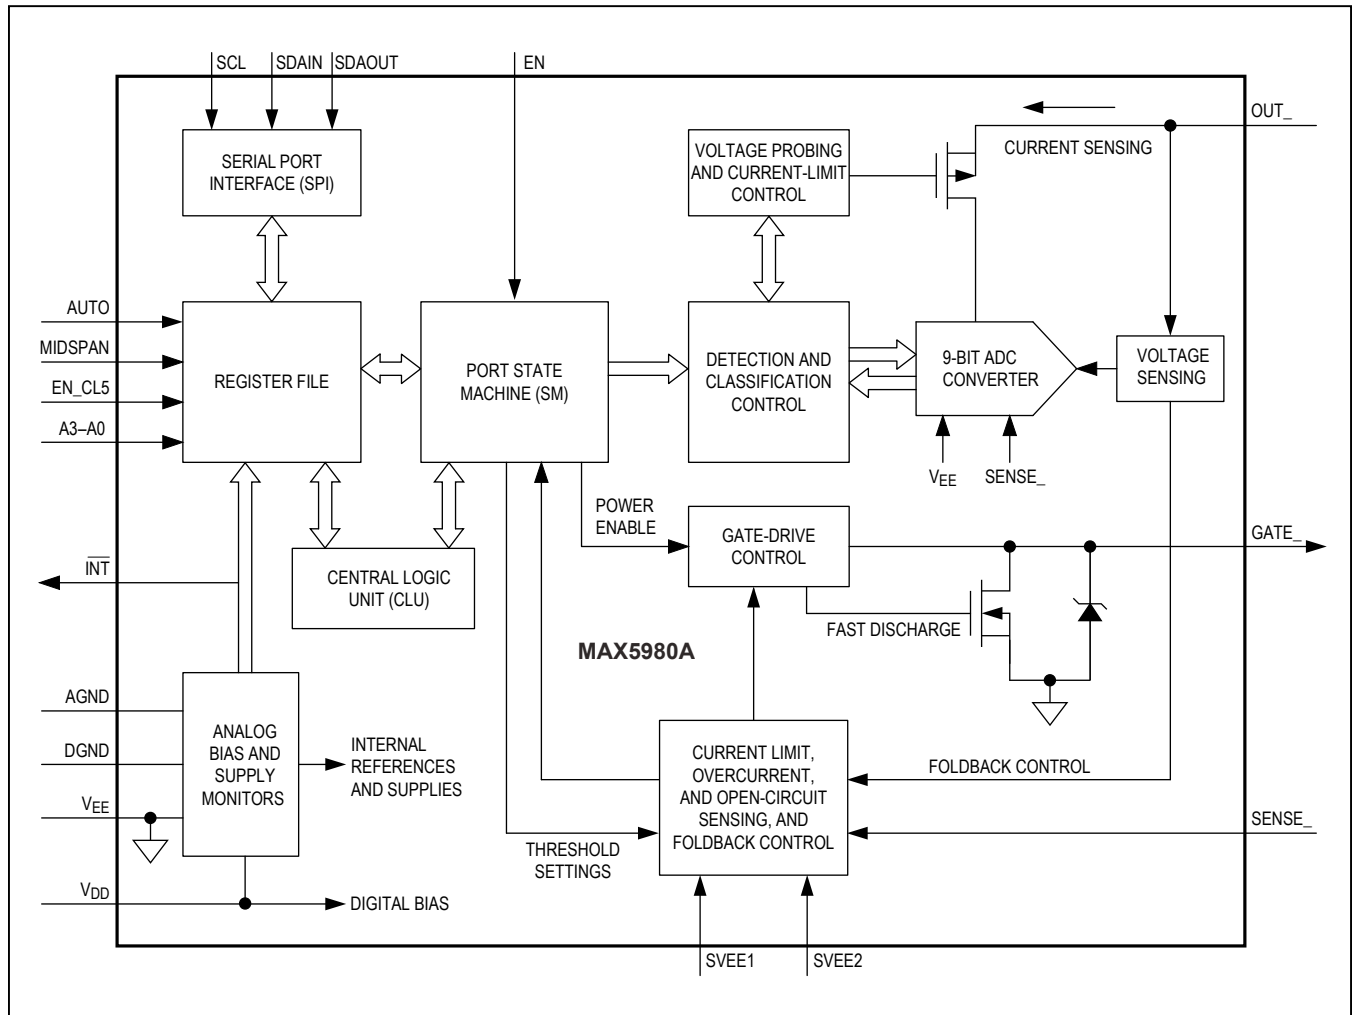 SCL
SDAIN
SDAOUT
EN
OUT_
SERIAL PORT
INTERFACE (SPI)
VOLTAGE PROBING
AND CURRENT-LIMIT
CONTROL
CURRENT SENSING
AUTO
MIDSPAN
EN_CL5
A3–A0
REGISTER FILE
PORT STATE
MACHINE (SM)
DETECTION AND
CLASSIFICATION
CONTROL
9-BIT ADC
CONVERTER
VOLTAGE
SENSING
VEE
SENSE_
POWER
ENABLE
GATE-DRIVE
CONTROL
GATE_
INT
CENTRAL LOGIC
UNIT (CLU)
FAST DISCHARGE
MAX5980A
AGND
DGND
VEE
VDD
ANALOG
BIAS AND
SUPPLY
MONITORS
INTERNAL
REFERENCES
AND SUPPLIES
DIGITAL BIAS
THRESHOLD
SETTINGS
CURRENT LIMIT,
OVERCURRENT,
AND OPEN-CIRCUIT
SENSING, AND
FOLDBACK CONTROL
FOLDBACK CONTROL
SENSE_
SVEE1
SVEE2